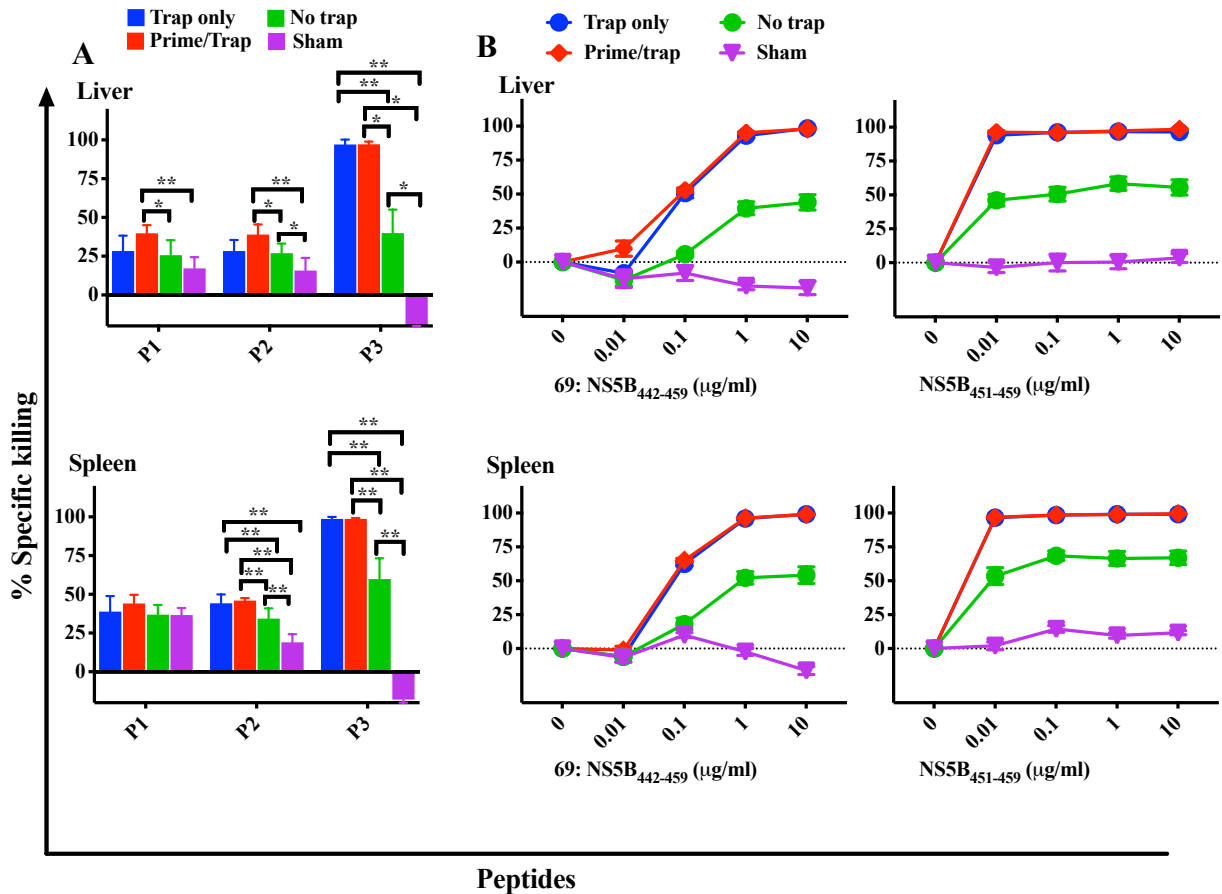 A
Trap only
No trap
Prime/Trap
Sham
B
Trap only
No trap
Prime/trap
Sham
% Specific killing
Liver
** ** * * ** * ** * * *
100
75
50
25
0
P1
P2
P3
Liver
100
75
50
25
0
0 0.01 0.1 1 10
69: NS5B442-459 (μg/ml)
100
75
50
25
0
0 0.01 0.1 1 10
NS5B451-459 (μg/ml)
Spleen
** ** ** ** ** ** ** ** ** **
100
75
50
25
0
P1
P2
P3
Spleen
100
75
50
25
0
0 0.01 0.1 1 10
69: NS5B442-459 (μg/ml)
100
75
50
25
0
0 0.01 0.1 1 10
NS5B451-459 (μg/ml)
Peptides